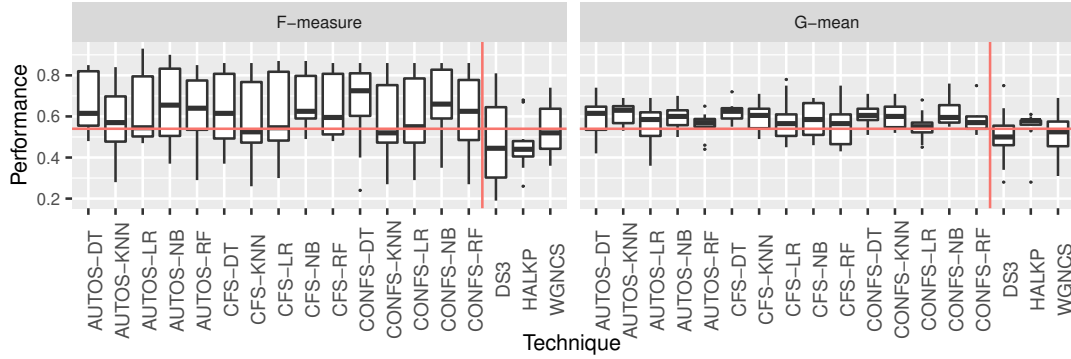 F−measure
G−mean
Performance
0.8
0.6
0.4
0.2
AUTOS−DT
AUTOS−KNN
AUTOS−LR
AUTOS−NB
AUTOS−RF
CFS−DT
CFS−KNN
CFS−LR
CFS−NB
CFS−RF
CONFS−DT
CONFS−KNN
CONFS−LR
CONFS−NB
CONFS−RF
DS3
HALKP
WGNCS
AUTOS−DT
AUTOS−KNN
AUTOS−LR
AUTOS−NB
AUTOS−RF
CFS−DT
CFS−KNN
CFS−LR
CFS−NB
CFS−RF
CONFS−DT
CONFS−KNN
CONFS−LR
CONFS−NB
CONFS−RF
DS3
HALKP
WGNCS
Technique